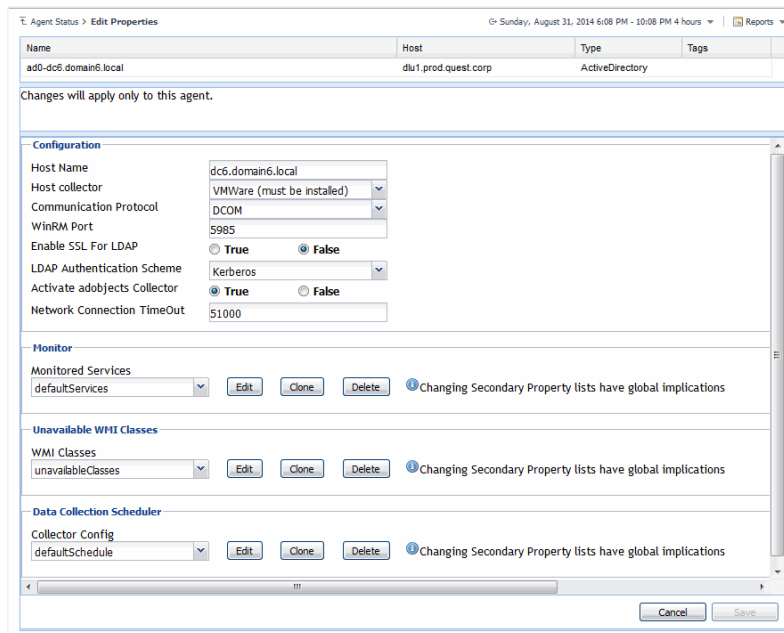 Agent Status > Edit Properties
Sunday, August 31, 2014 6:08 PM - 10:08 PM 4 hours
Reports
Name Host Type Tags
ad0-dc6.domain6.local dlu1.prod.quest.corp ActiveDirectory
Changes will apply only to this agent.
Configuration
Host Name dc6.domain6.local
Host collector VMWare (must be installed)
Communication Protocol DCOM
WinRM Port 5985
Enable SSL For LDAP True False
LDAP Authentication Scheme Kerberos
Activate adobjects Collector True False
Network Connection TimeOut 51000
Monitor
Monitored Services
defaultServices Edit Clone Delete Changing Secondary Property lists have global implications
Unavailable WMI Classes
WMI Classes
unavailableClasses Edit Clone Delete Changing Secondary Property lists have global implications
Data Collection Scheduler
Collector Config
defaultSchedule Edit Clone Delete Changing Secondary Property lists have global implications
Cancel Save